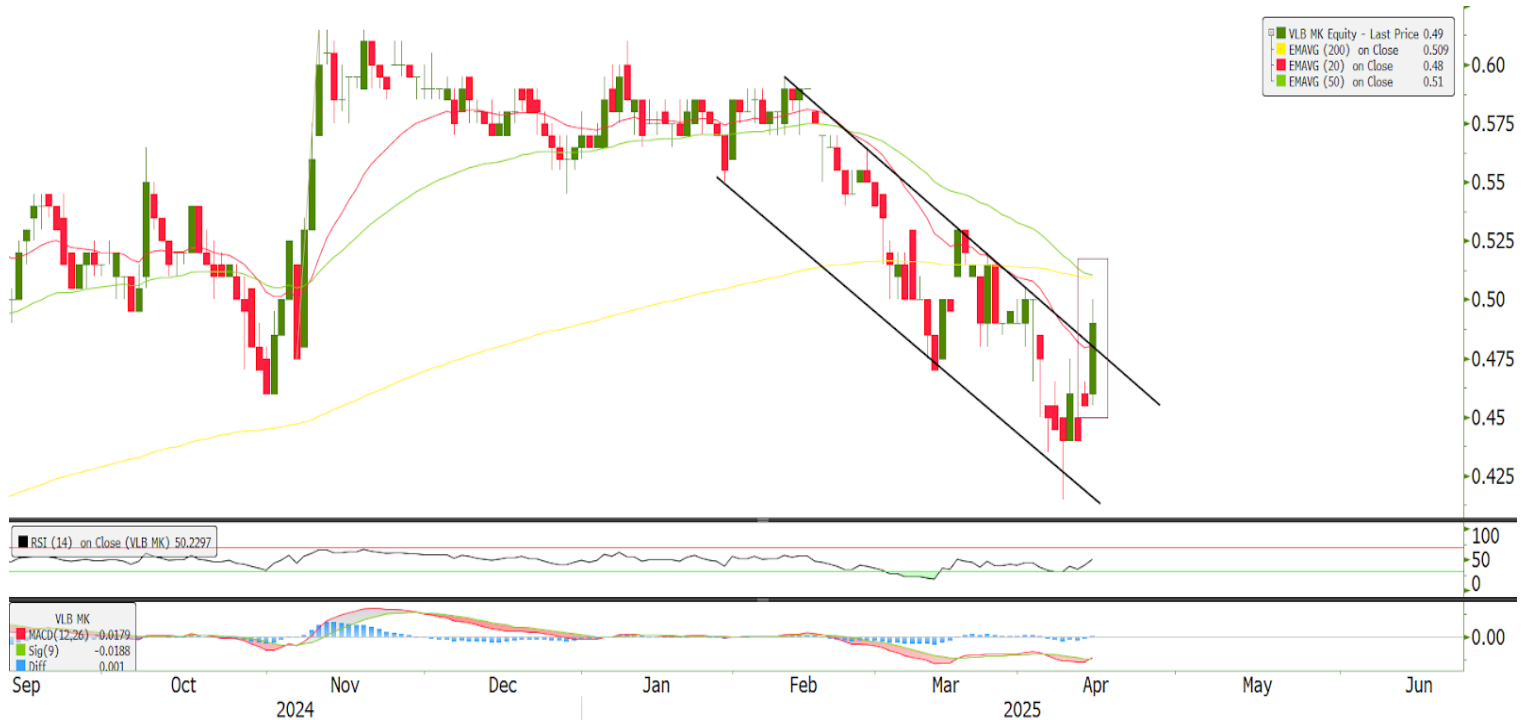 VLB MK Equity - Last Price 0.49
EMAVG (200) on Close 0.509
EMAVG (20) on Close 0.48
EMAVG (50) on Close 0.51
0.60
0.575
0.55
0.525
0.50
0.475
0.45
0.425
RSI (14) on Close (VLB MK) 50.2297
100
50
0
VLB MK
MACD(12,26) -0.0179
Sig(9) -0.0188
Diff 0.001
0.00
Sep Oct Nov Dec Jan Feb Mar Apr May Jun
2024 2025